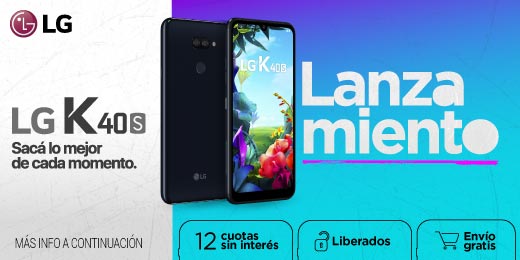 LG
LG K40S
Sacá lo mejor
de cada momento.
MÁS INFO A CONTINUACIÓN
LG
LG K40S
Lanza
miento
12 cuotas
sin interés
Liberados
Envío
gratis